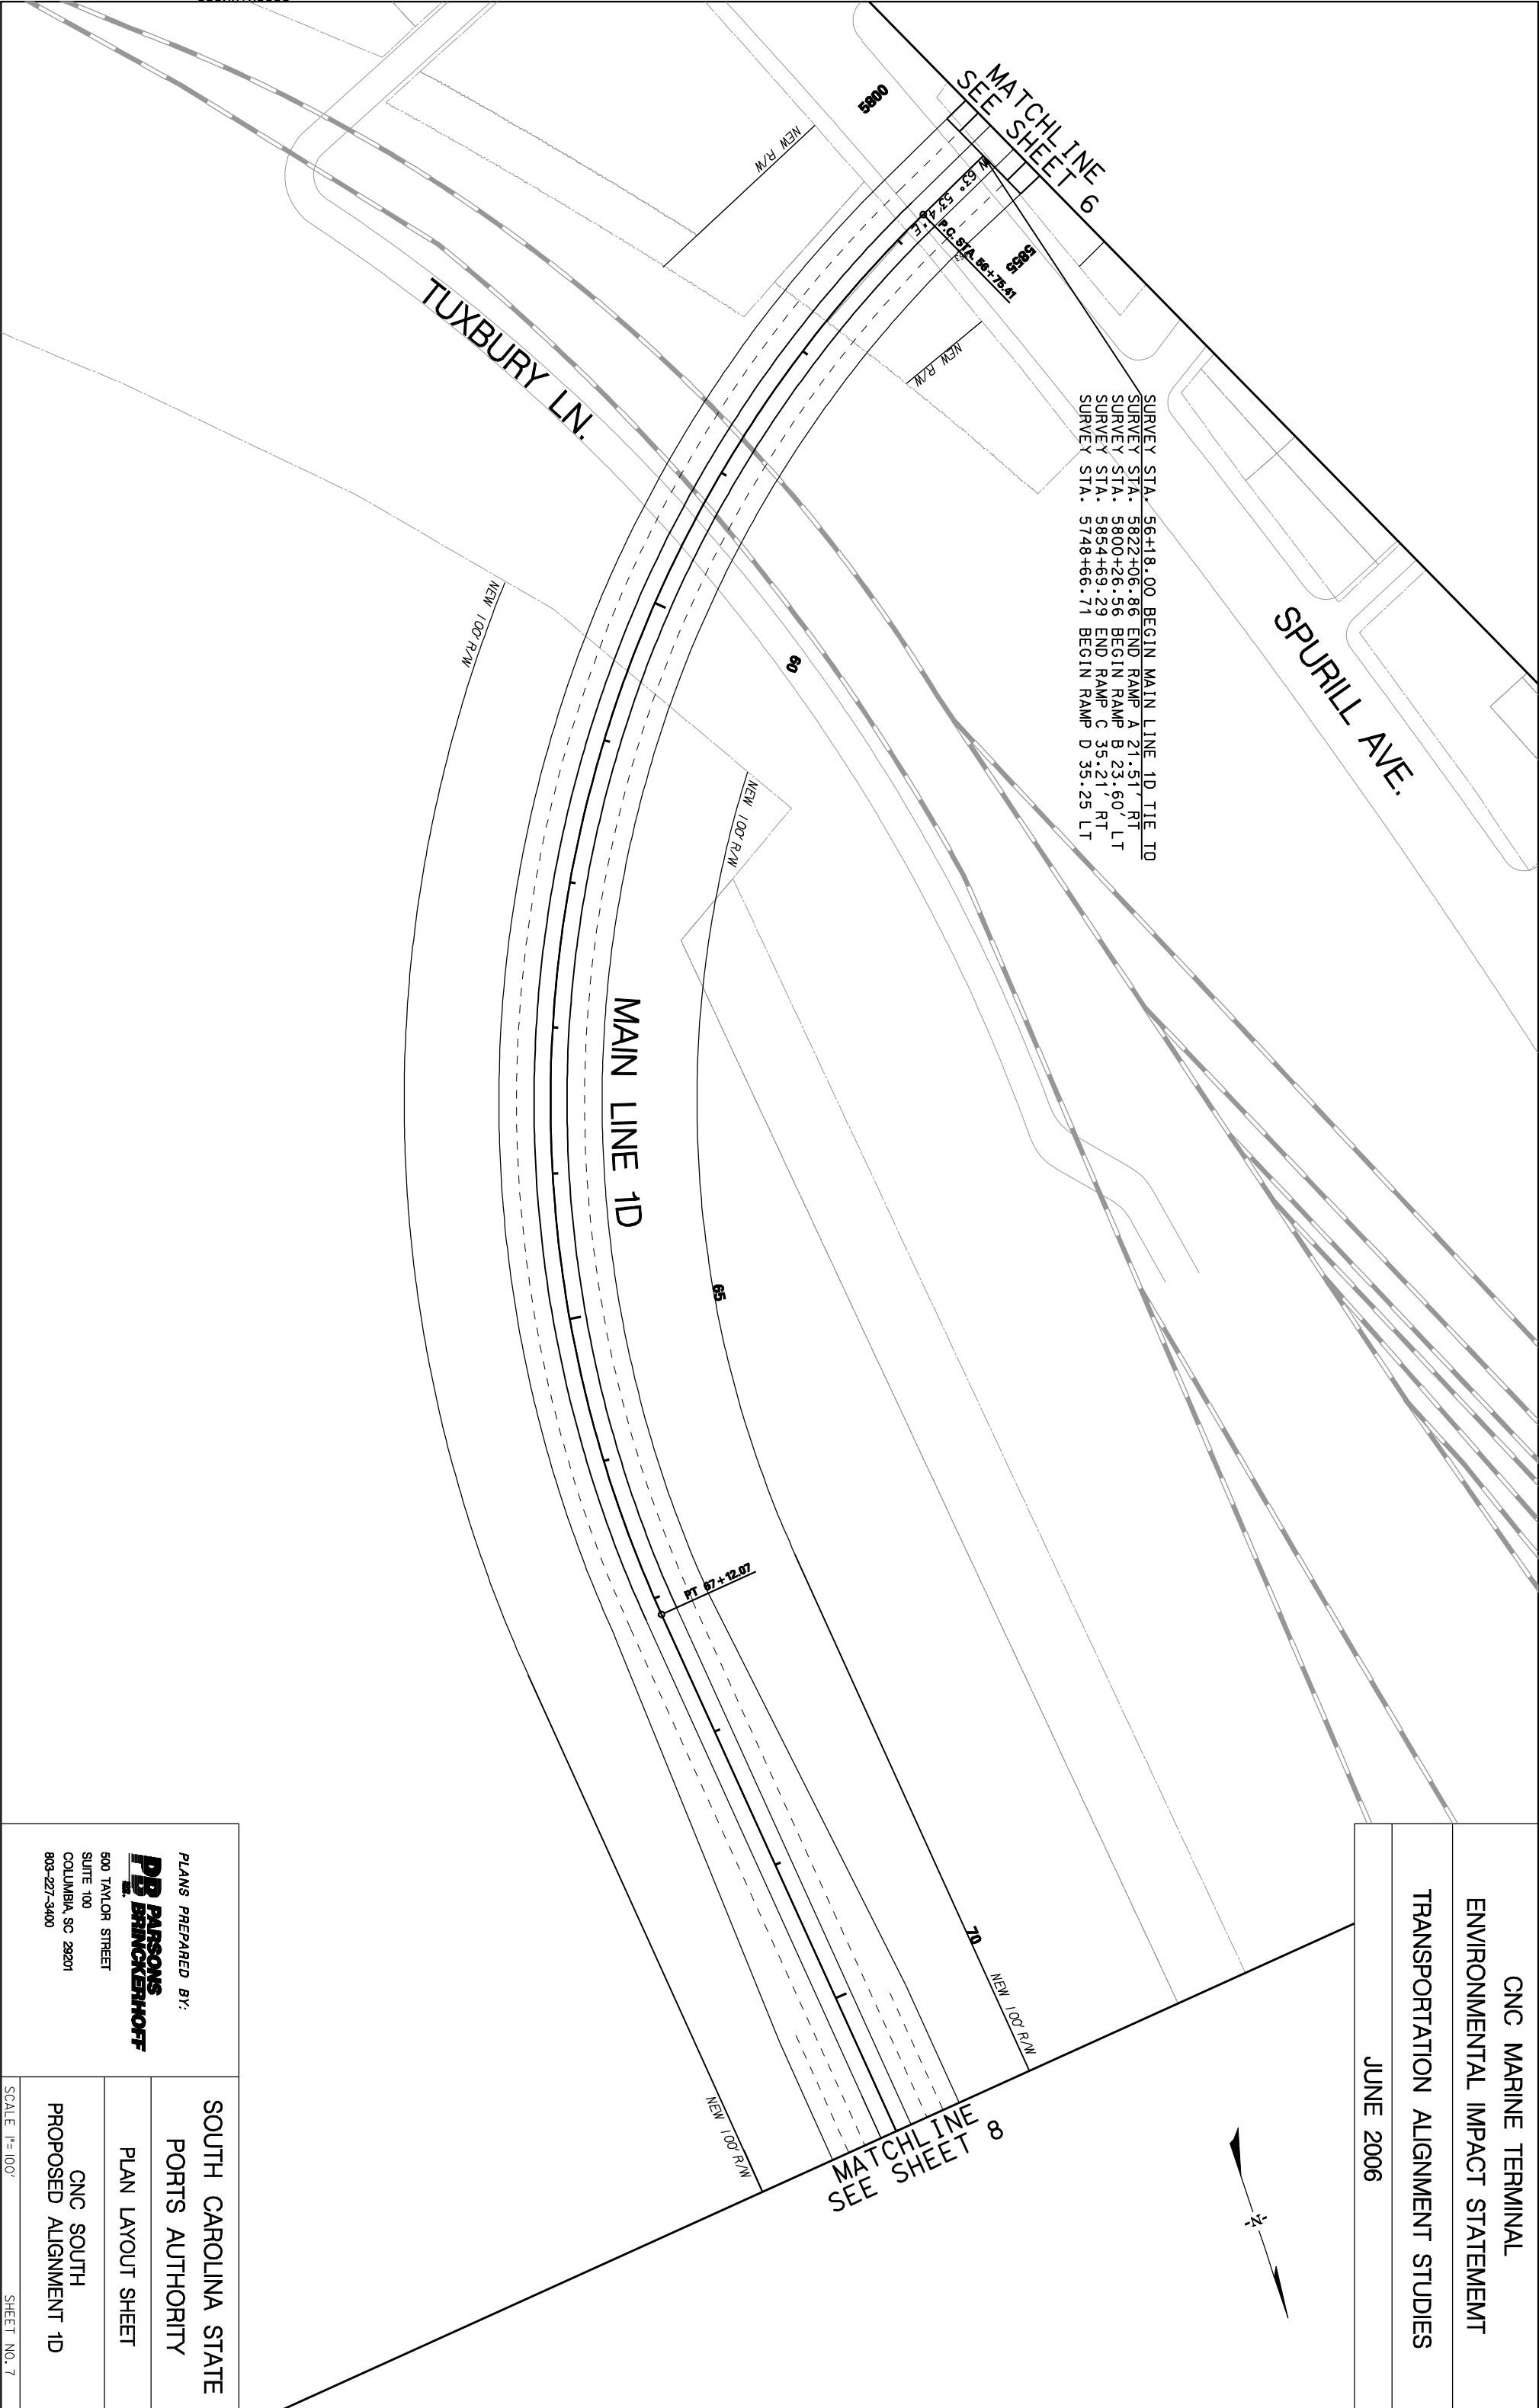 CNC MARINE TERMINAL
ENVIRONMENTAL IMPACT STATEMEMT
TRANSPORTATION ALIGNMENT STUDIES
JUNE 2006
MATCHLINE
SEE SHEET 6
5800
5855
NEW R/W
NEW R/W
N 63° 53' 4
P.C. STA. 56+75.41
SURVEY STA. 56+18.00 BEGIN MAIN LINE 1D TIE TO
SURVEY STA. 5822+06.86 END RAMP A 21.51' RT
SURVEY STA. 5800+26.56 BEGIN RAMP B 23.60' LT
SURVEY STA. 5854+69.29 END RAMP C 35.21' RT
SURVEY STA. 5748+66.71 BEGIN RAMP D 35.25 LT
SPURILL AVE.
TUXBURY LN.
60
NEW 100' R/W
NEW 100' R/W
MAIN LINE 1D
65
PT 67+12.07
70
NEW 100' R/W
NEW 100' R/W
MATCHLINE
SEE SHEET 8
N
PLANS PREPARED BY:
PB PARSONS
BRINCKERHOFF
500 TAYLOR STREET
SUITE 100
COLUMBIA, SC 29201
803-227-3400
SOUTH CAROLINA STATE
PORTS AUTHORITY
PLAN LAYOUT SHEET
CNC SOUTH
PROPOSED ALIGNMENT 1D
SCALE 1"= 100'
SHEET NO. 7